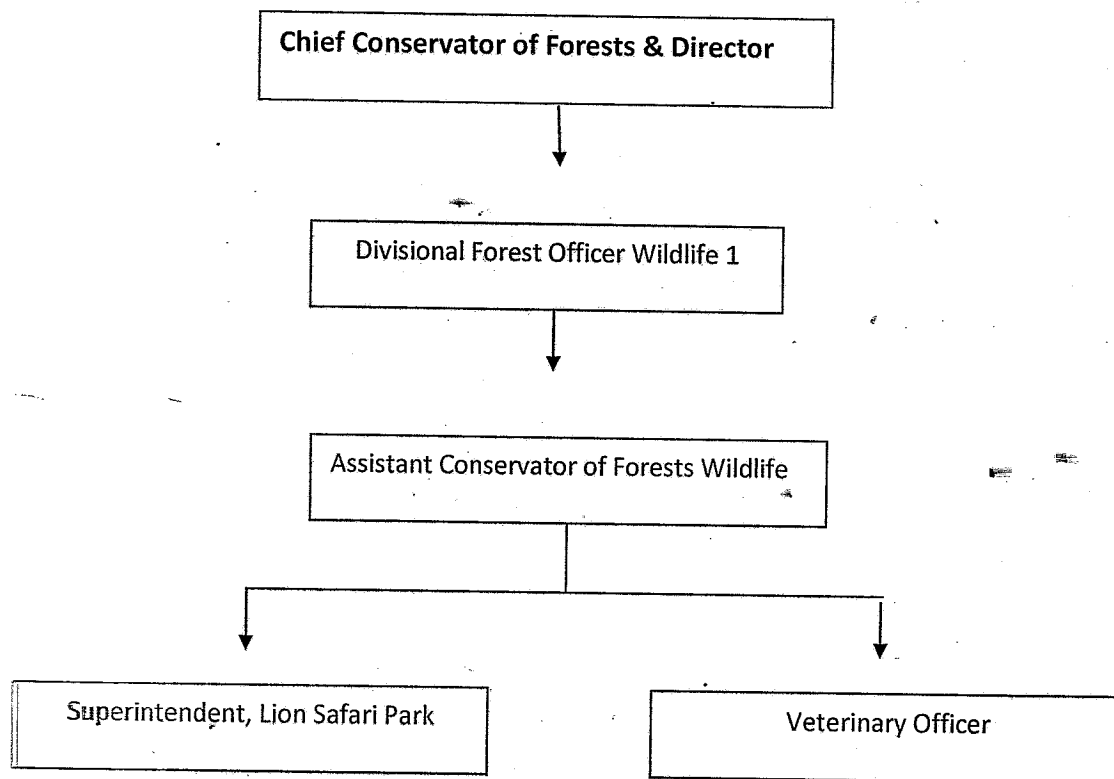 Chief Conservator of Forests & Director
Divisional Forest Officer Wildlife 1
Assistant Conservator of Forests Wildlife
Superintendent, Lion Safari Park
Veterinary Officer